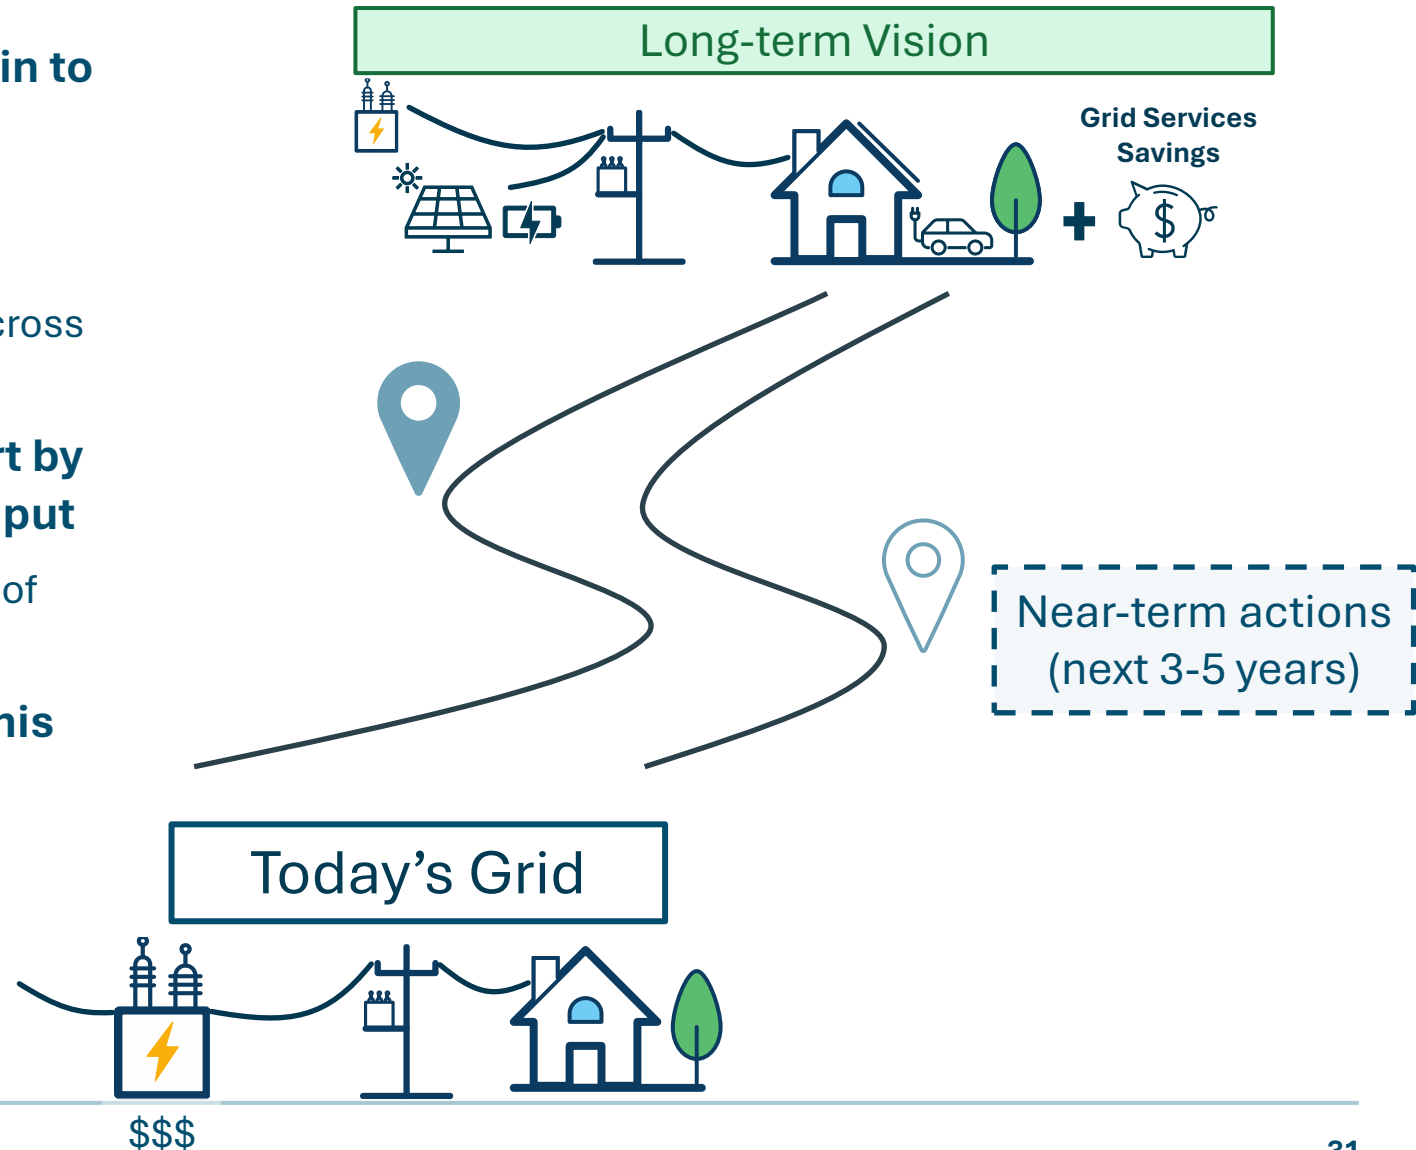 in to
cross
rt by
put
of
his
Long-term Vision
Grid Services
Savings
$
Near-term actions
(next 3-5 years)
Today's Grid
$$$
31